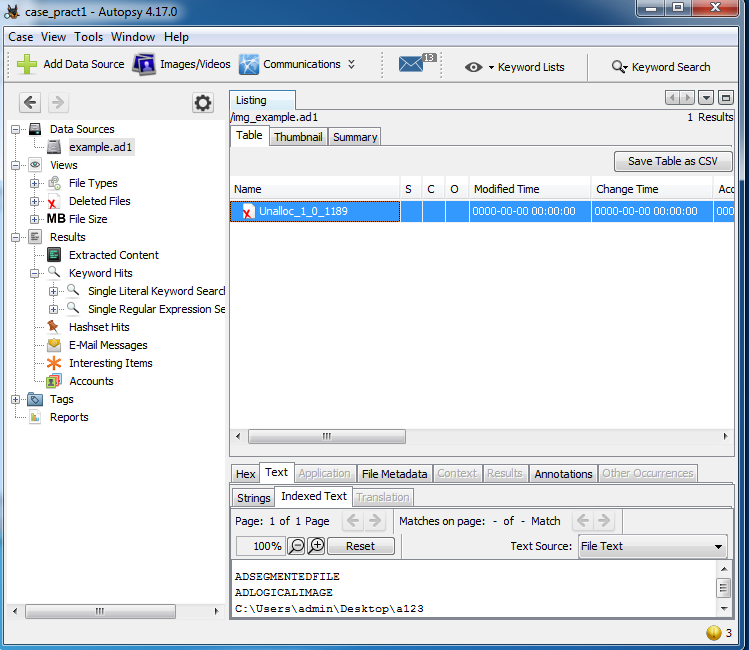 case_pract1 - Autopsy 4.17.0
Case View Tools Window Help
Add Data Source Images/Videos Communications 13 Keyword Lists Keyword Search
Listing
/img_example.ad1 1 Results
Table Thumbnail Summary
Save Table as CSV
Name S C O Modified Time Change Time Acc
Unalloc_1_0_1189 0000-00-00 00:00:00 0000-00-00 00:00:00 0000
Data Sources
example.ad1
Views
File Types
Deleted Files
MB File Size
Results
Extracted Content
Keyword Hits
Single Literal Keyword Searc
Single Regular Expression Se
Hashset Hits
E-Mail Messages
Interesting Items
Accounts
Tags
Reports
Hex Text Application File Metadata Context Results Annotations Other Occurrences
Strings Indexed Text Translation
Page: 1 of 1 Page Matches on page: - of - Match
100% Reset Text Source: File Text
ADSEGMENTEDFILE
ADLOGICALIMAGE
C:\Users\admin\Desktop\a123
3